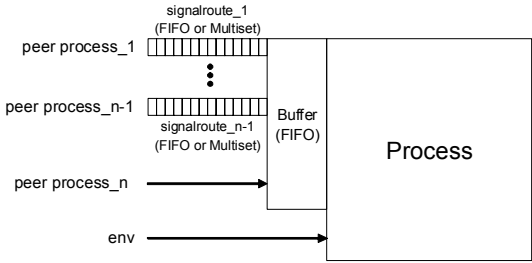 signalroute_1
(FIFO or Multiset)
peer process_1
peer process_n-1
signalroute_n-1
(FIFO or Multiset)
Buffer
(FIFO)
Process
peer process_n
env